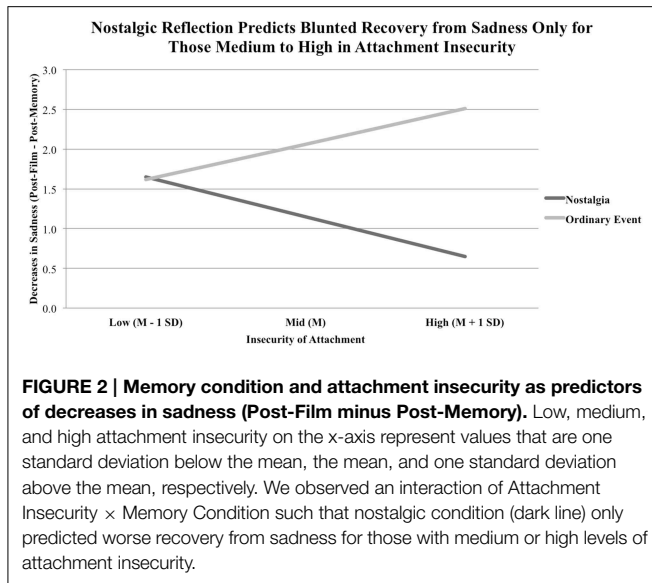 Nostalgic Reflection Predicts Blunted Recovery from Sadness Only for
Those Medium to High in Attachment Insecurity
Decreases in Sadness (Post-Film - Post-Memory)
3.0
2.5
2.0
1.5
1.0
0.5
0.0
Low (M - 1 SD)
Mid (M)
High (M + 1 SD)
Insecurity of Attachment
Nostalgia
Ordinary Event
FIGURE 2 | Memory condition and attachment insecurity as predictors
of decreases in sadness (Post-Film minus Post-Memory). Low, medium,
and high attachment insecurity on the x-axis represent values that are one
standard deviation below the mean, the mean, and one standard deviation
above the mean, respectively. We observed an interaction of Attachment
Insecurity × Memory Condition such that nostalgic condition (dark line) only
predicted worse recovery from sadness for those with medium or high levels of
attachment insecurity.